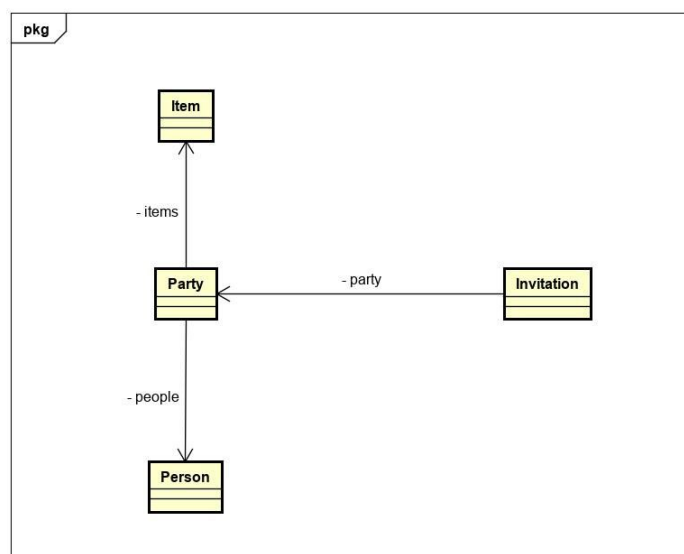 pkg
Item
- items
Party
- party
Invitation
- people
Person